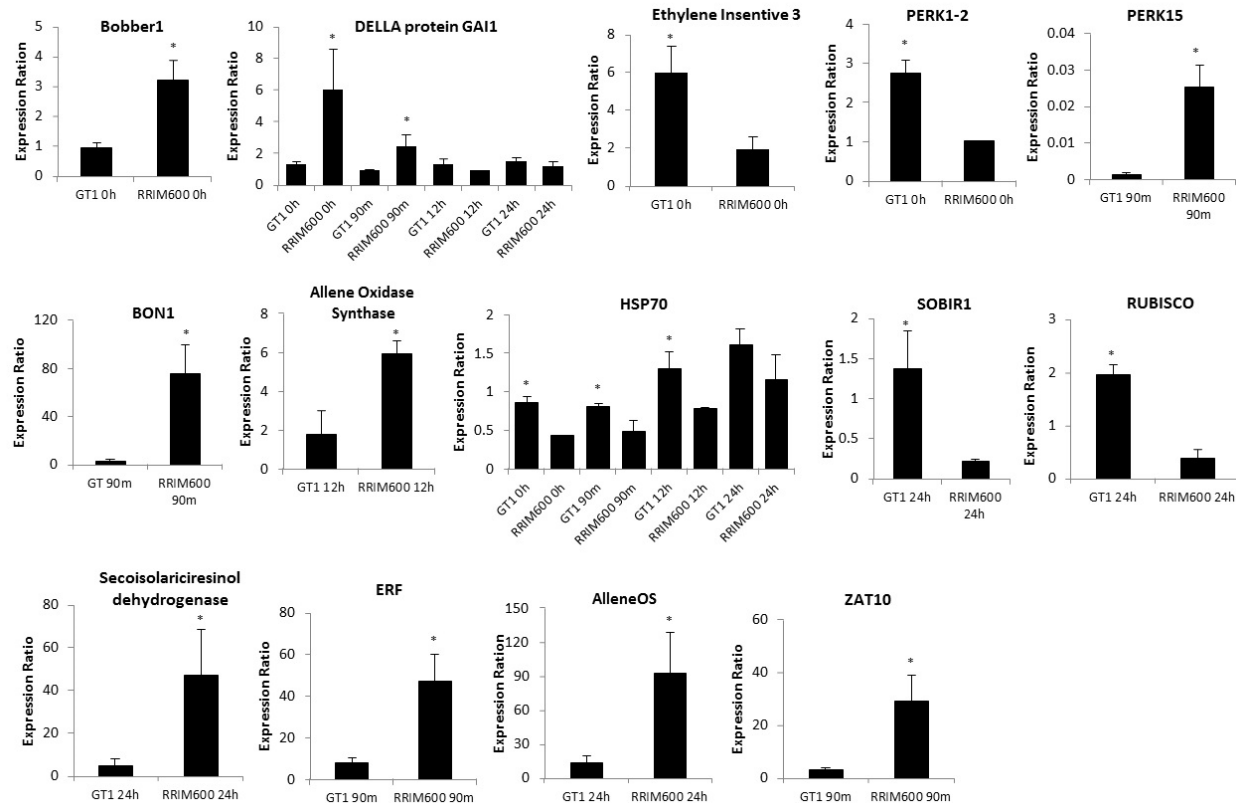 Bobber1
Expression Ration
5
4
3
2
1
0
*
GT1 0h
RRIM600 0h
DELLA protein GAI1
Expression Ratio
10
8
6
4
2
0
*
*
GT1 0h
RRIM600 0h
GT1 90m
RRIM600 90m
GT1 12h
RRIM600 12h
GT1 24h
RRIM600 24h
Ethylene Insentive 3
Expression Ration
8
6
4
2
0
*
GT1 0h
RRIM600 0h
PERK1-2
Expression Ration
4
3
2
1
0
*
GT1 0h
RRIM600 0h
PERK15
Expression Ration
0.04
0.03
0.02
0.01
0
*
GT1 90m
RRIM600
90m
BON1
Expression Ration
120
80
40
0
*
GT 90m
RRIM600
90m
Allene Oxidase
Synthase
Expression Ratio
8
6
4
2
0
*
GT1 12h
RRIM600 12h
HSP70
Expression Ration
2
1.5
1
0.5
0
*
*
*
GT1 0h
RRIM600 0h
GT1 90m
RRIM600 90m
GT1 12h
RRIM600 12h
GT1 24h
RRIM600 24h
SOBIR1
Expression Ratio
2
1.5
1
0.5
0
*
GT1 24h
RRIM600
24h
RUBISCO
Expression Ratio
3
2
1
0
*
GT1 24h
RRIM600 24h
Secoisolariciresinol
dehydrogenase
Expression Ratio
80
60
40
20
0
*
GT1 24h
RRIM600 24h
ERF
Expression Ratio
80
60
40
20
0
*
GT1 90m
RRIM600 90m
AlleneOS
Expression Ration
150
120
90
60
30
0
*
GT1 24h
RRIM600 24h
ZAT10
Expression Ratio
60
40
20
0
*
GT1 90m
RRIM600 90m